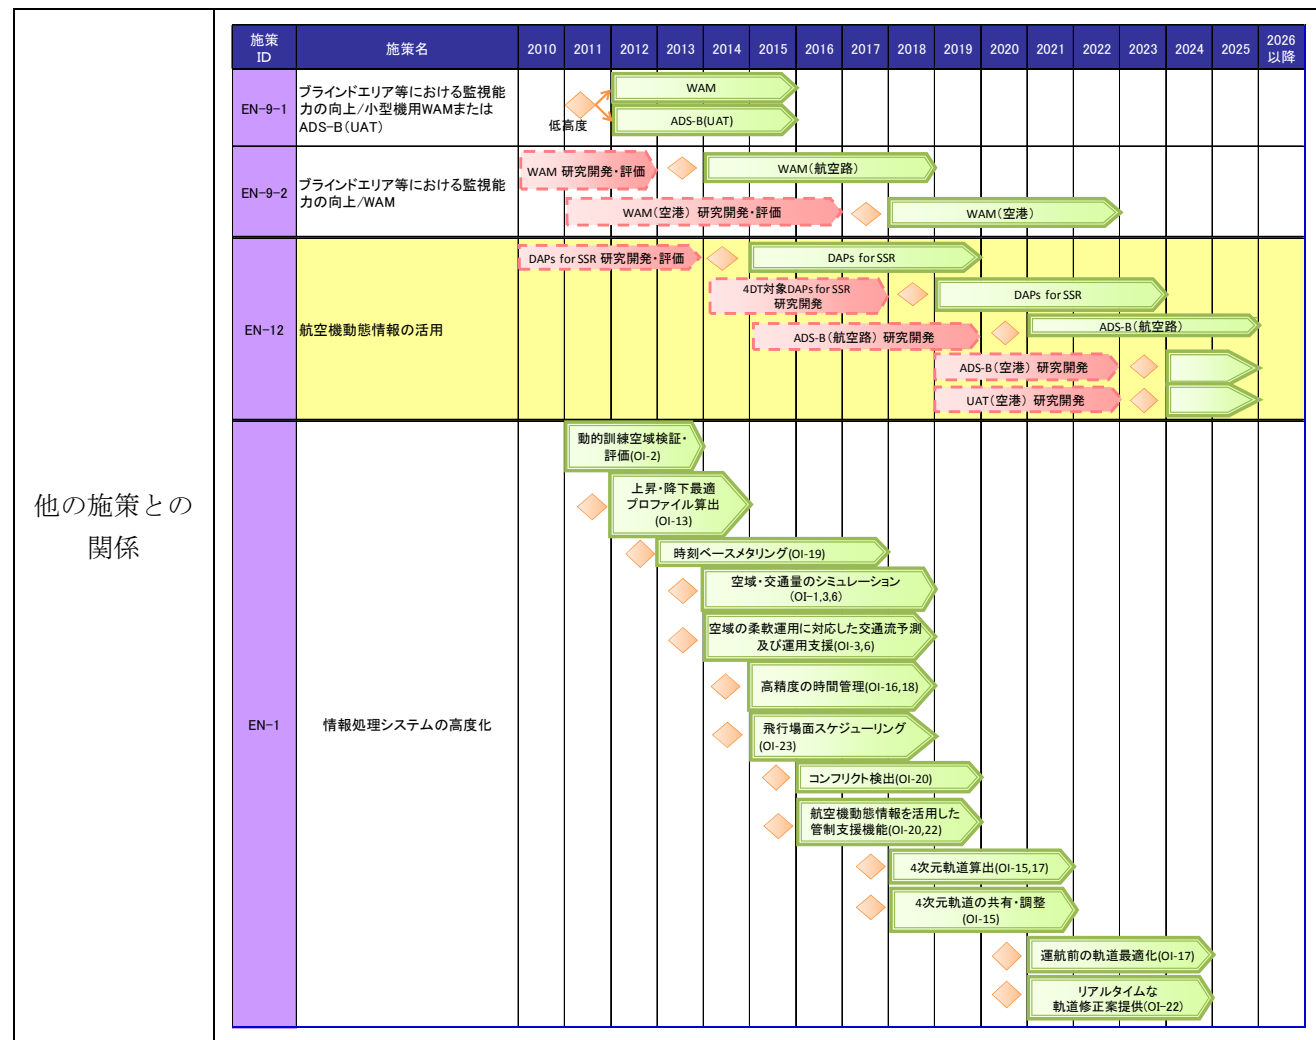 他の施策との
関係
施策
ID
施策名
2010
2011
2012
2013
2014
2015
2016
2017
2018
2019
2020
2021
2022
2023
2024
2025
2026
以降
EN-9-1
ブラインドエリア等における監視能
力の向上/小型機用WAMまたは
ADS-B(UAT)
低高度
WAM
ADS-B(UAT)
EN-9-2
ブラインドエリア等における監視能
力の向上/WAM
WAM 研究開発・評価
WAM(航空路)
WAM(空港) 研究開発・評価
WAM(空港)
EN-12
航空機動態情報の活用
DAPs for SSR 研究開発・評価
DAPs for SSR
4DT対象DAPs for SSR
研究開発
DAPs for SSR
ADS-B(航空路) 研究開発
ADS-B(航空路)
ADS-B(空港) 研究開発
UAT(空港) 研究開発
EN-1
情報処理システムの高度化
動的訓練空域検証・
評価(OI-2)
上昇・降下最適
プロファイル算出
(OI-13)
時刻ベースメタリング(OI-19)
空域・交通量のシミュレーション
(OI-1,3,6)
空域の柔軟運用に対応した交通流予測
及び運用支援(OI-3,6)
高精度の時間管理(OI-16,18)
飛行場面スケジューリング
(OI-23)
コンフリクト検出(OI-20)
航空機動態情報を活用した
管制支援機能(OI-20,22)
4次元軌道算出(OI-15,17)
4次元軌道の共有・調整
(OI-15)
運航前の軌道最適化(OI-17)
リアルタイムな
軌道修正案提供(OI-22)